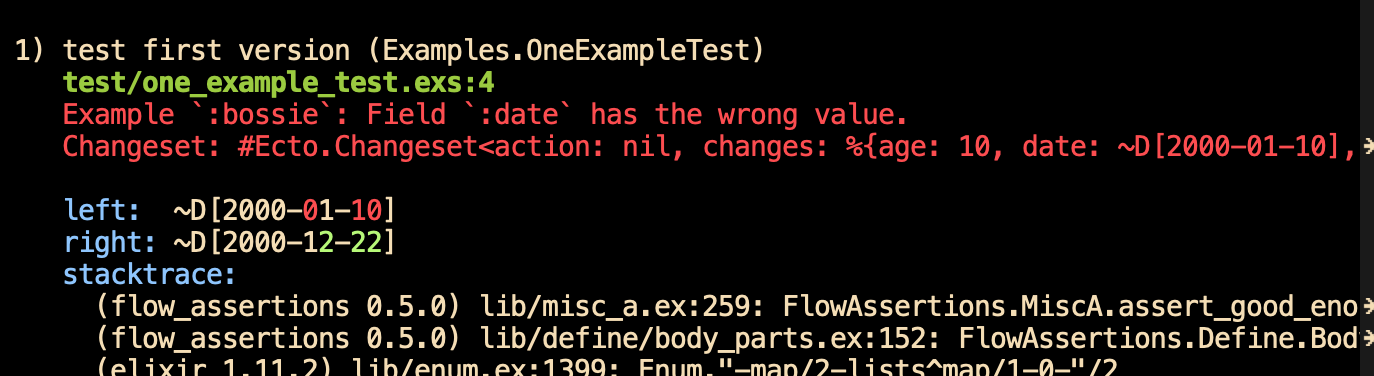 1) test first version (Examples.OneExampleTest)
test/one_example_test.exs:4
Example `:bossie`: Field `:date` has the wrong value.
Changeset: #Ecto.Changeset<action: nil, changes: %{age: 10, date: ~D[2000-01-10],
left: ~D[2000-01-10]
right: ~D[2000-12-22]
stacktrace:
(flow_assertions 0.5.0) lib/misc_a.ex:259: FlowAssertions.MiscA.assert_good_eno
(flow_assertions 0.5.0) lib/define/body_parts.ex:152: FlowAssertions.Define.Bod
(elixir 1.11.2) lib/enum.ex:1399: Enum."-map/2-lists^map/1-0-"/2